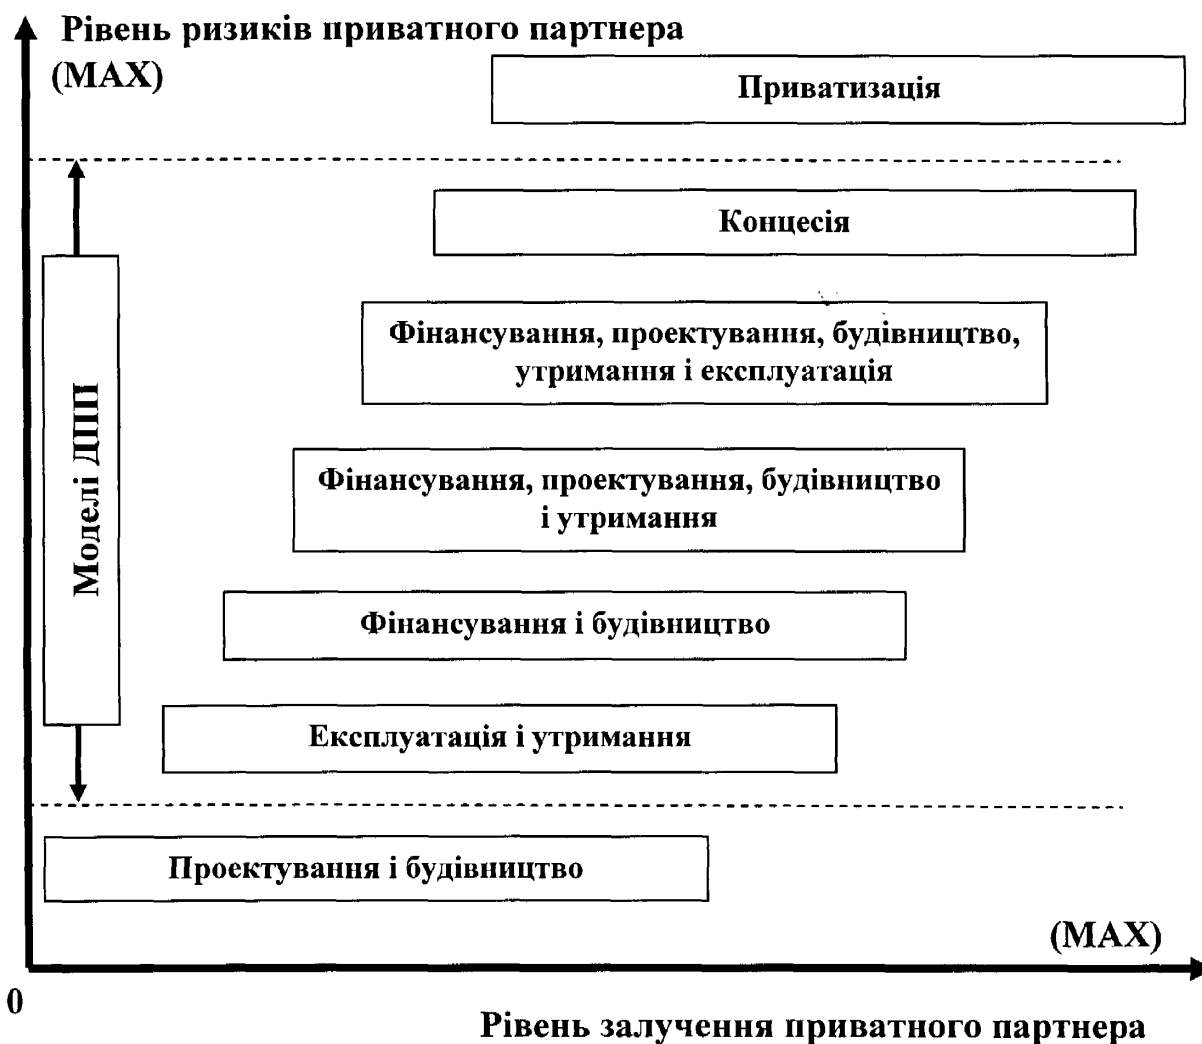 Рівень ризиків приватного партнера
(MAX)
Приватизація
Концесія
Фінансування, проектування, будівництво,
утримання і експлуатація
Моделі ДПП
Фінансування, проектування, будівництво
і утримання
Фінансування і будівництво
Експлуатація і утримання
Проектування і будівництво
(MAX)
0
Рівень залучення приватного партнера